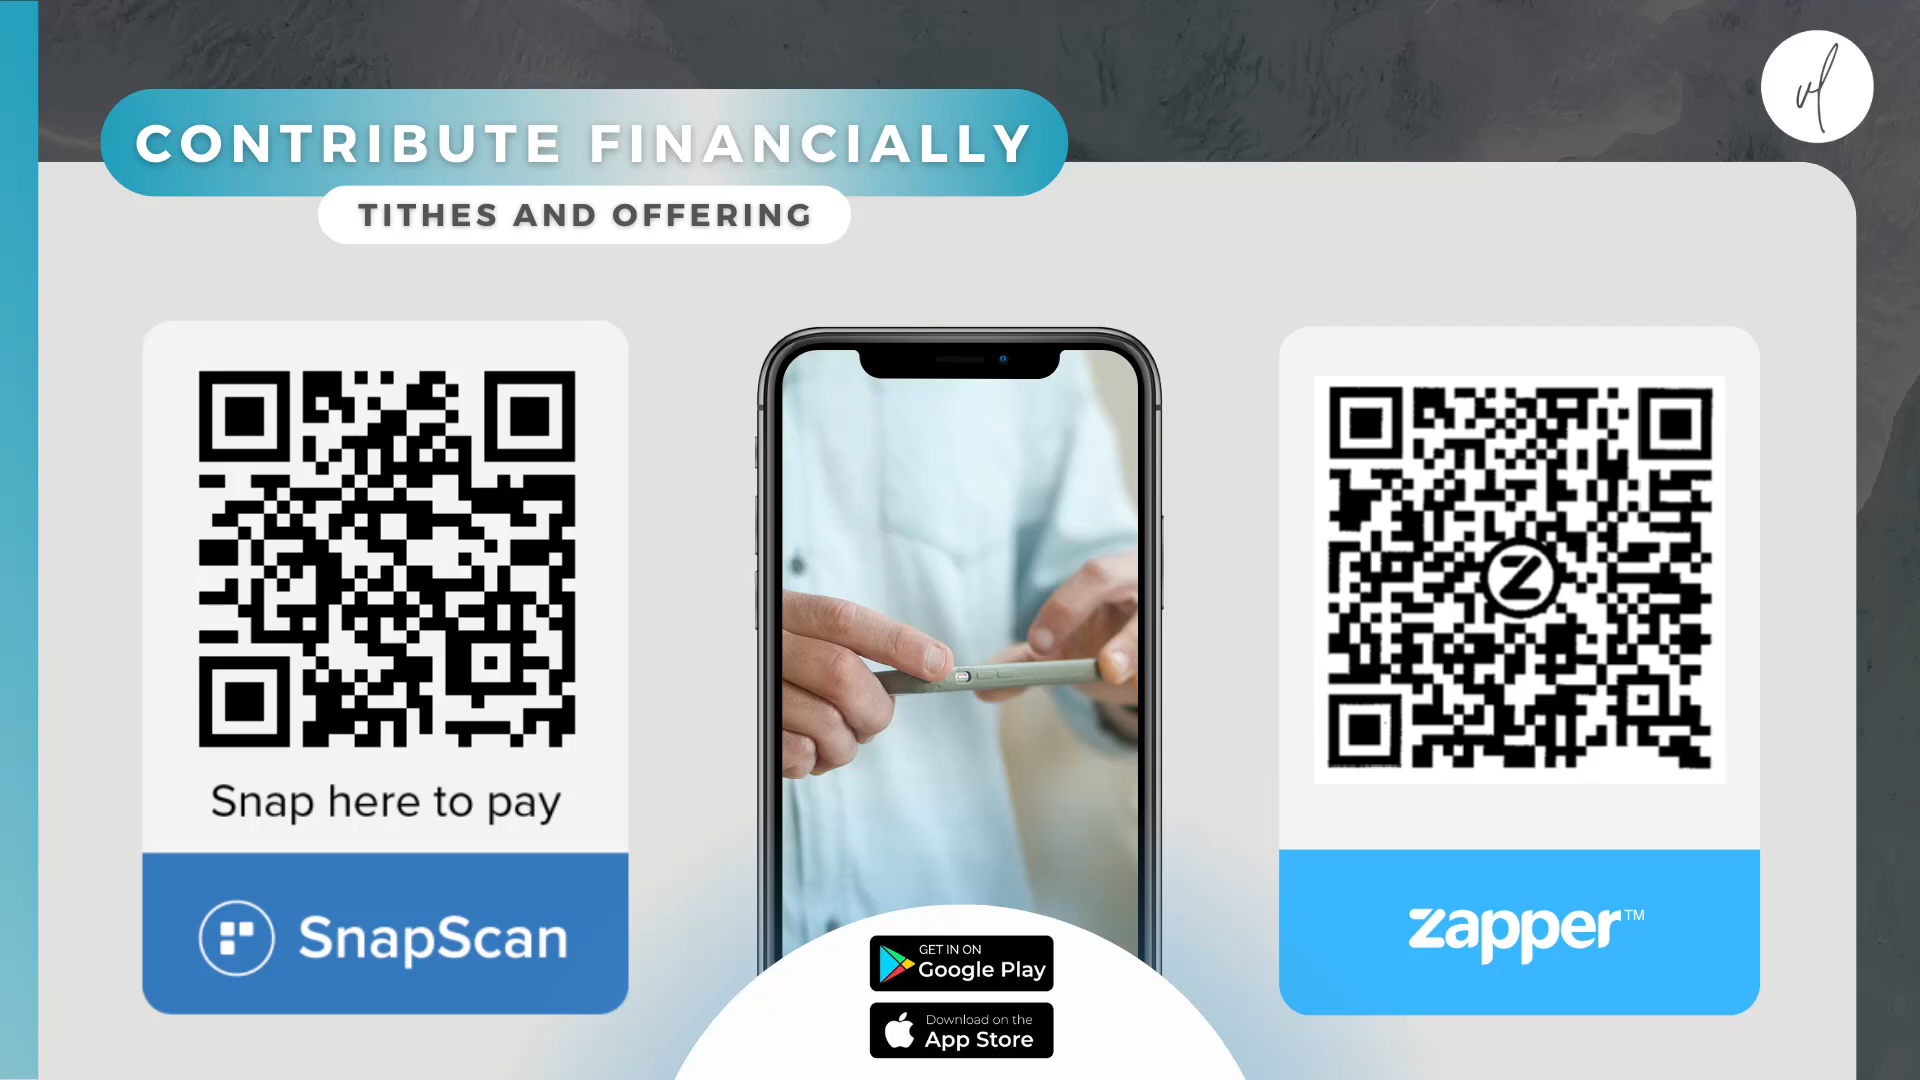 CONTRIBUTE FINANCIALLY
TITHES AND OFFERING
vl
Snap here to pay
SnapScan
GET IN ON
Google Play
Download on the
App Store
Z
zapper™